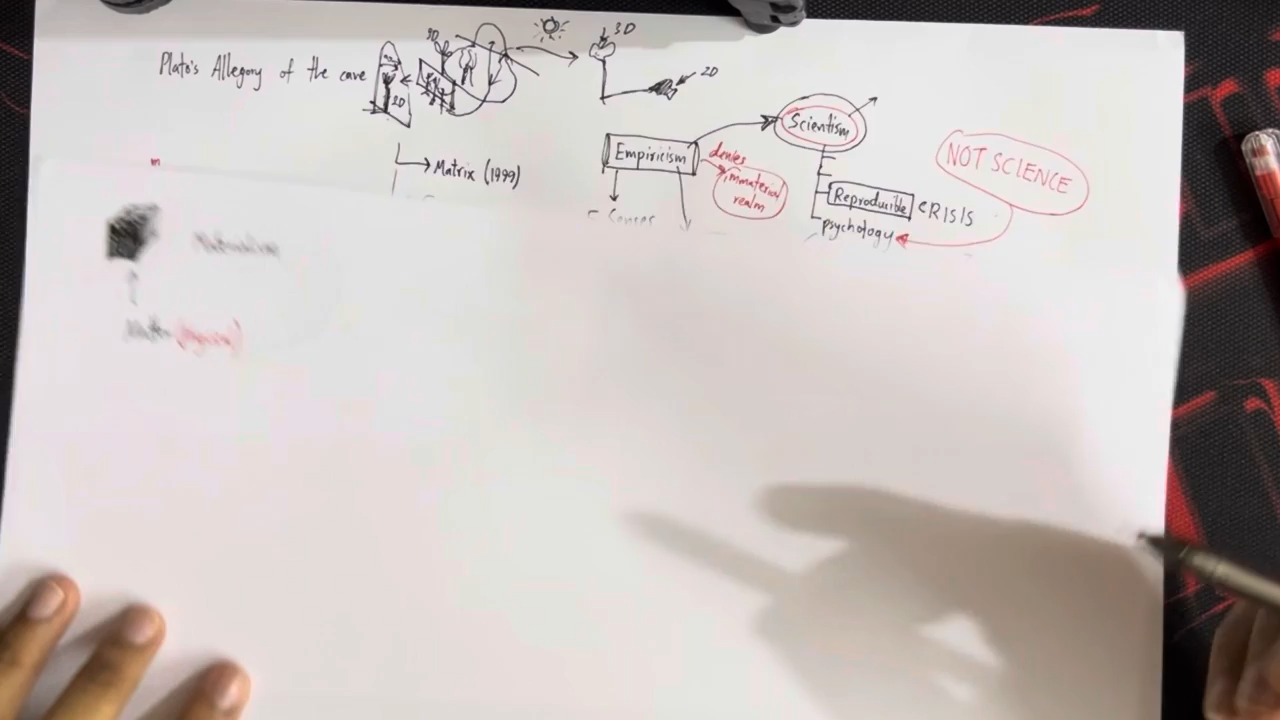 Plato's Allegory of the cave
2D
3D
3D
2D
Matrix (1999)
Empiricism
denies
immaterial
realm
Scientism
Reproducible CRISIS
psychology
NOT SCIENCE
m